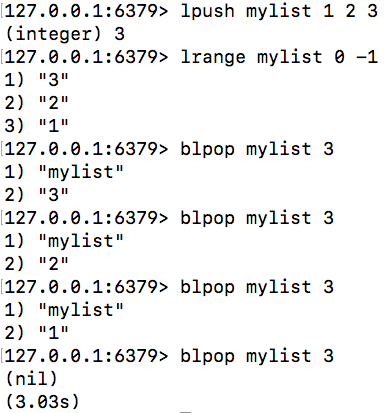 127.0.0.1:6379> lpush mylist 1 2 3
(integer) 3
127.0.0.1:6379> lrange mylist 0 -1
1) "3"
2) "2"
3) "1"
127.0.0.1:6379> blpop mylist 3
1) "mylist"
2) "3"
127.0.0.1:6379> blpop mylist 3
1) "mylist"
2) "2"
127.0.0.1:6379> blpop mylist 3
1) "mylist"
2) "1"
127.0.0.1:6379> blpop mylist 3
(nil)
(3.03s)